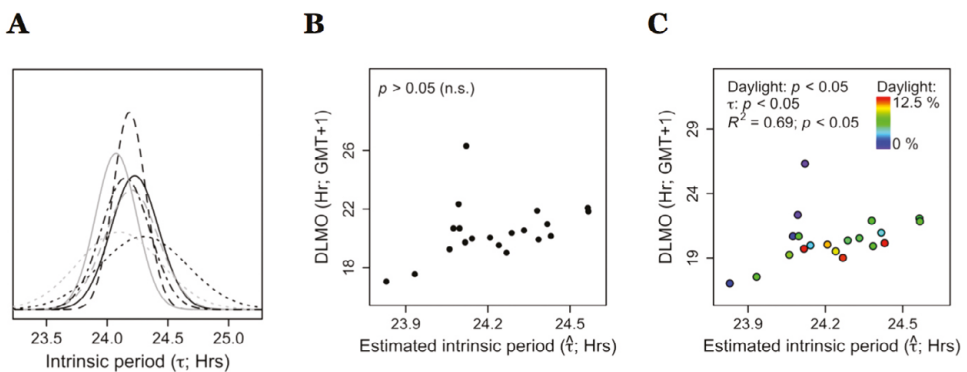 A
B
C
23.5 24.0 24.5 25.0
Intrinsic period (τ; Hrs)
p > 0.05 (n.s.)
DLMO (Hr; GMT+1)
26
22
18
23.9 24.2 24.5
Estimated intrinsic period (τ̂; Hrs)
Daylight: p < 0.05
τ: p < 0.05
R² = 0.69; p < 0.05
Daylight:
12.5 %
0 %
DLMO (Hr; GMT+1)
29
24
19
23.9 24.2 24.5
Estimated intrinsic period (τ̂; Hrs)